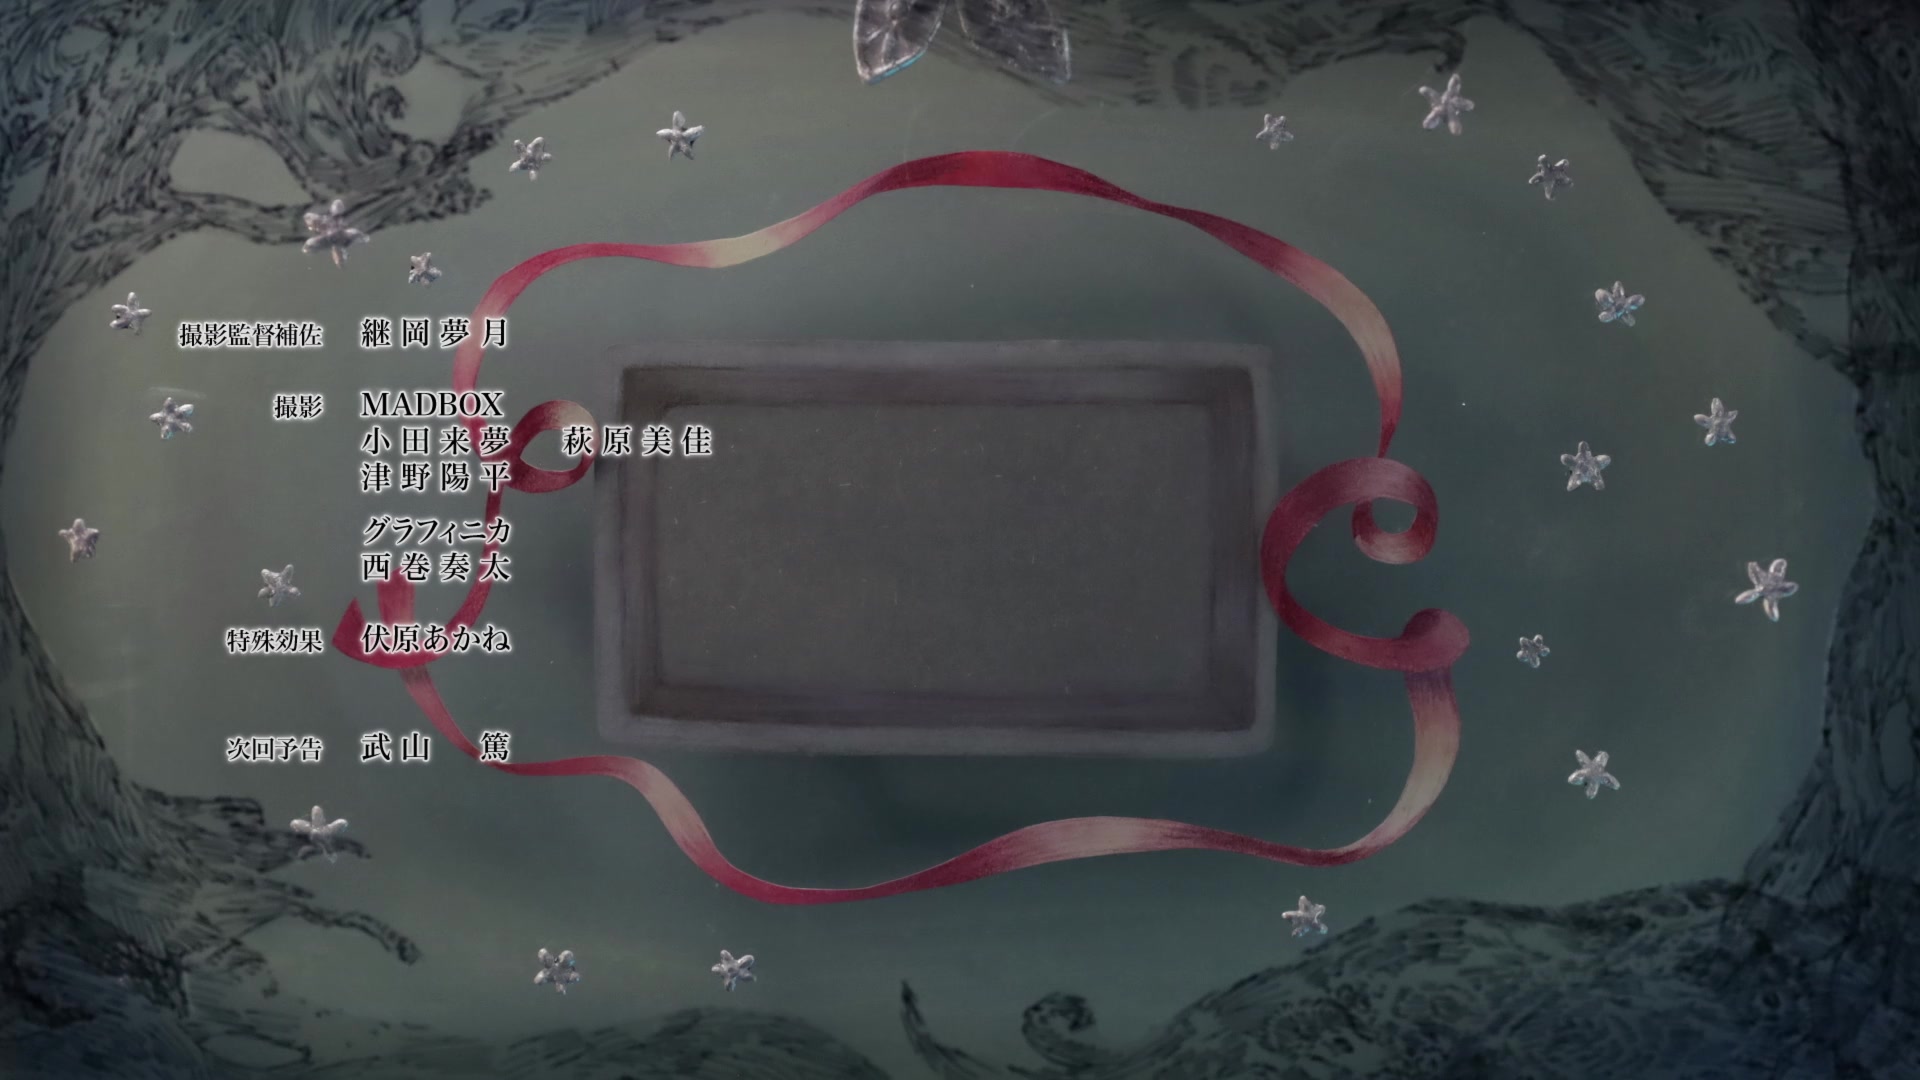 撮影監督補佐 継岡夢月
撮影 MADBOX
小田来夢 萩原美佳
津野陽平
グラフィニカ
西巻奏太
特殊効果 伏原あかね
次回予告 武山 篤